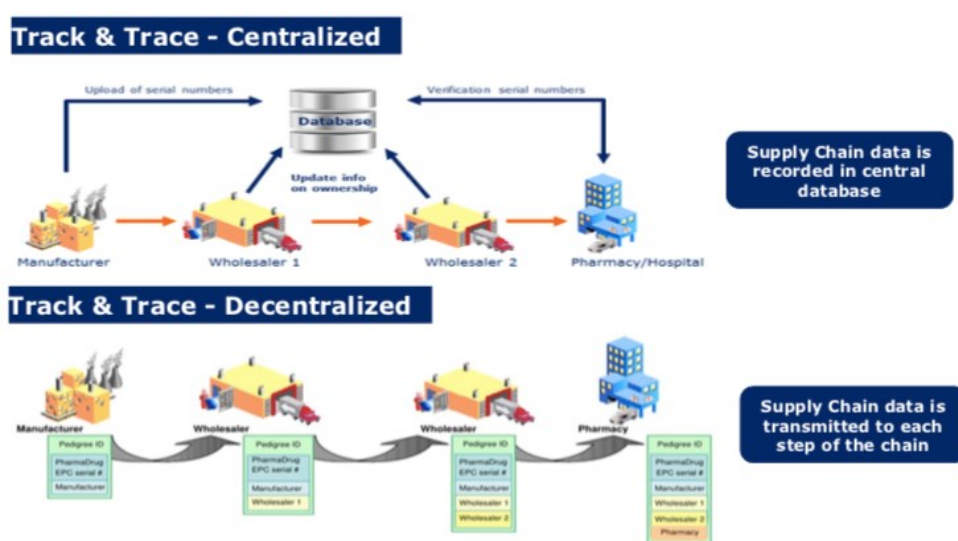 Track & Trace - Centralized
Upload of serial numbers
Verification serial numbers
Database
Update info
on ownership
Manufacturer
Wholesaler 1
Wholesaler 2
Pharmacy/Hospital
Supply Chain data is
recorded in central
database
Track & Trace - Decentralized
Manufacturer
Wholesaler
Wholesaler
Pharmacy
Pedigree ID
PharmaDrug
EPC serial #
Manufacturer
Pedigree ID
PharmaDrug
EPC serial #
Manufacturer
Wholesaler 1
Pedigree ID
PharmaDrug
EPC serial #
Manufacturer
Wholesaler 1
Wholesaler 2
Pedigree ID
PharmaDrug
EPC serial #
Manufacturer
Wholesaler 1
Wholesaler 2
Pharmacy
Supply Chain data is
transmitted to each
step of the chain